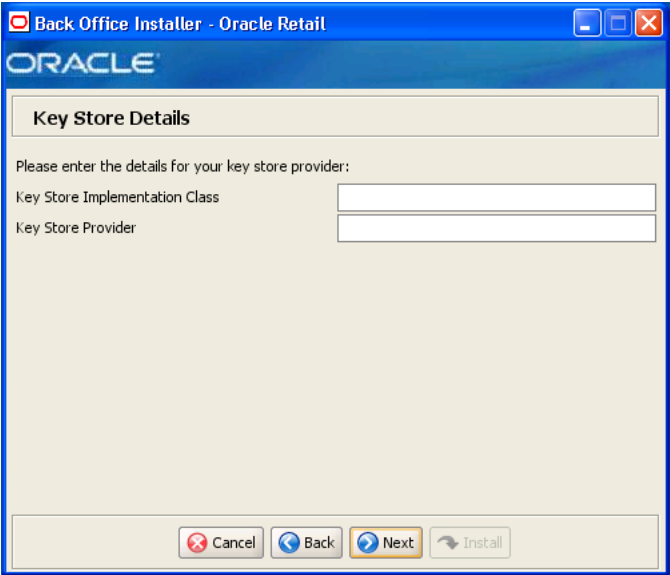 Back Office Installer - Oracle Retail
ORACLE
Key Store Details
Please enter the details for your key store provider:
Key Store Implementation Class
Key Store Provider
Cancel Back Next Install